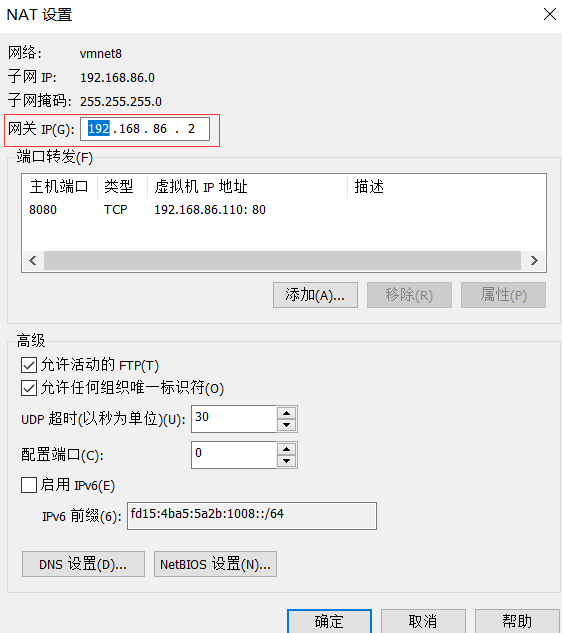 NAT 设置
网络: vmnet8
子网 IP: 192.168.86.0
子网掩码: 255.255.255.0
网关 IP(G): 192 . 168 . 86 . 2
端口转发(F)
主机端口 类型 虚拟机 IP 地址 描述
8080 TCP 192.168.86.110: 80
添加(A)... 移除(R) 属性(P)
高级
允许活动的 FTP(T)
允许任何组织唯一标识符(O)
UDP 超时(以秒为单位)(U): 30
配置端口(C): 0
启用 IPv6(E)
IPv6 前缀(6): fd15:4ba5:5a2b:1008::/64
DNS 设置(D)... NetBIOS 设置(N)...
确定 取消 帮助